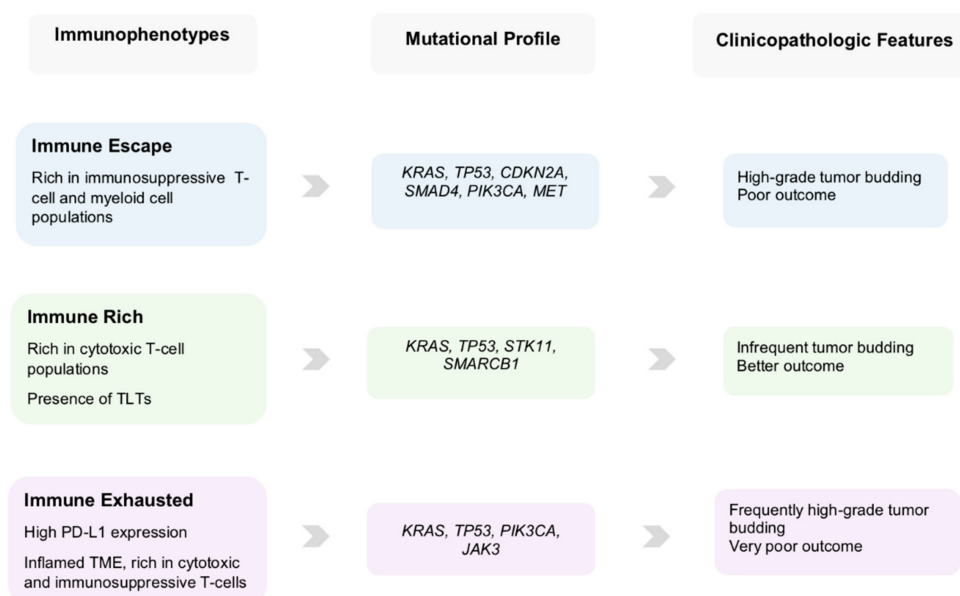 Immunophenotypes
Mutational Profile
Clinicopathologic Features
Immune Escape
Rich in immunosuppressive T-
cell and myeloid cell
populations
KRAS, TP53, CDKN2A,
SMAD4, PIK3CA, MET
High-grade tumor budding
Poor outcome
Immune Rich
Rich in cytotoxic T-cell
populations
Presence of TLTs
KRAS, TP53, STK11,
SMARCB1
Infrequent tumor budding
Better outcome
Immune Exhausted
High PD-L1 expression
Inflamed TME, rich in cytotoxic
and immunosuppressive T-cells
KRAS, TP53, PIK3CA,
JAK3
Frequently high-grade tumor
budding
Very poor outcome